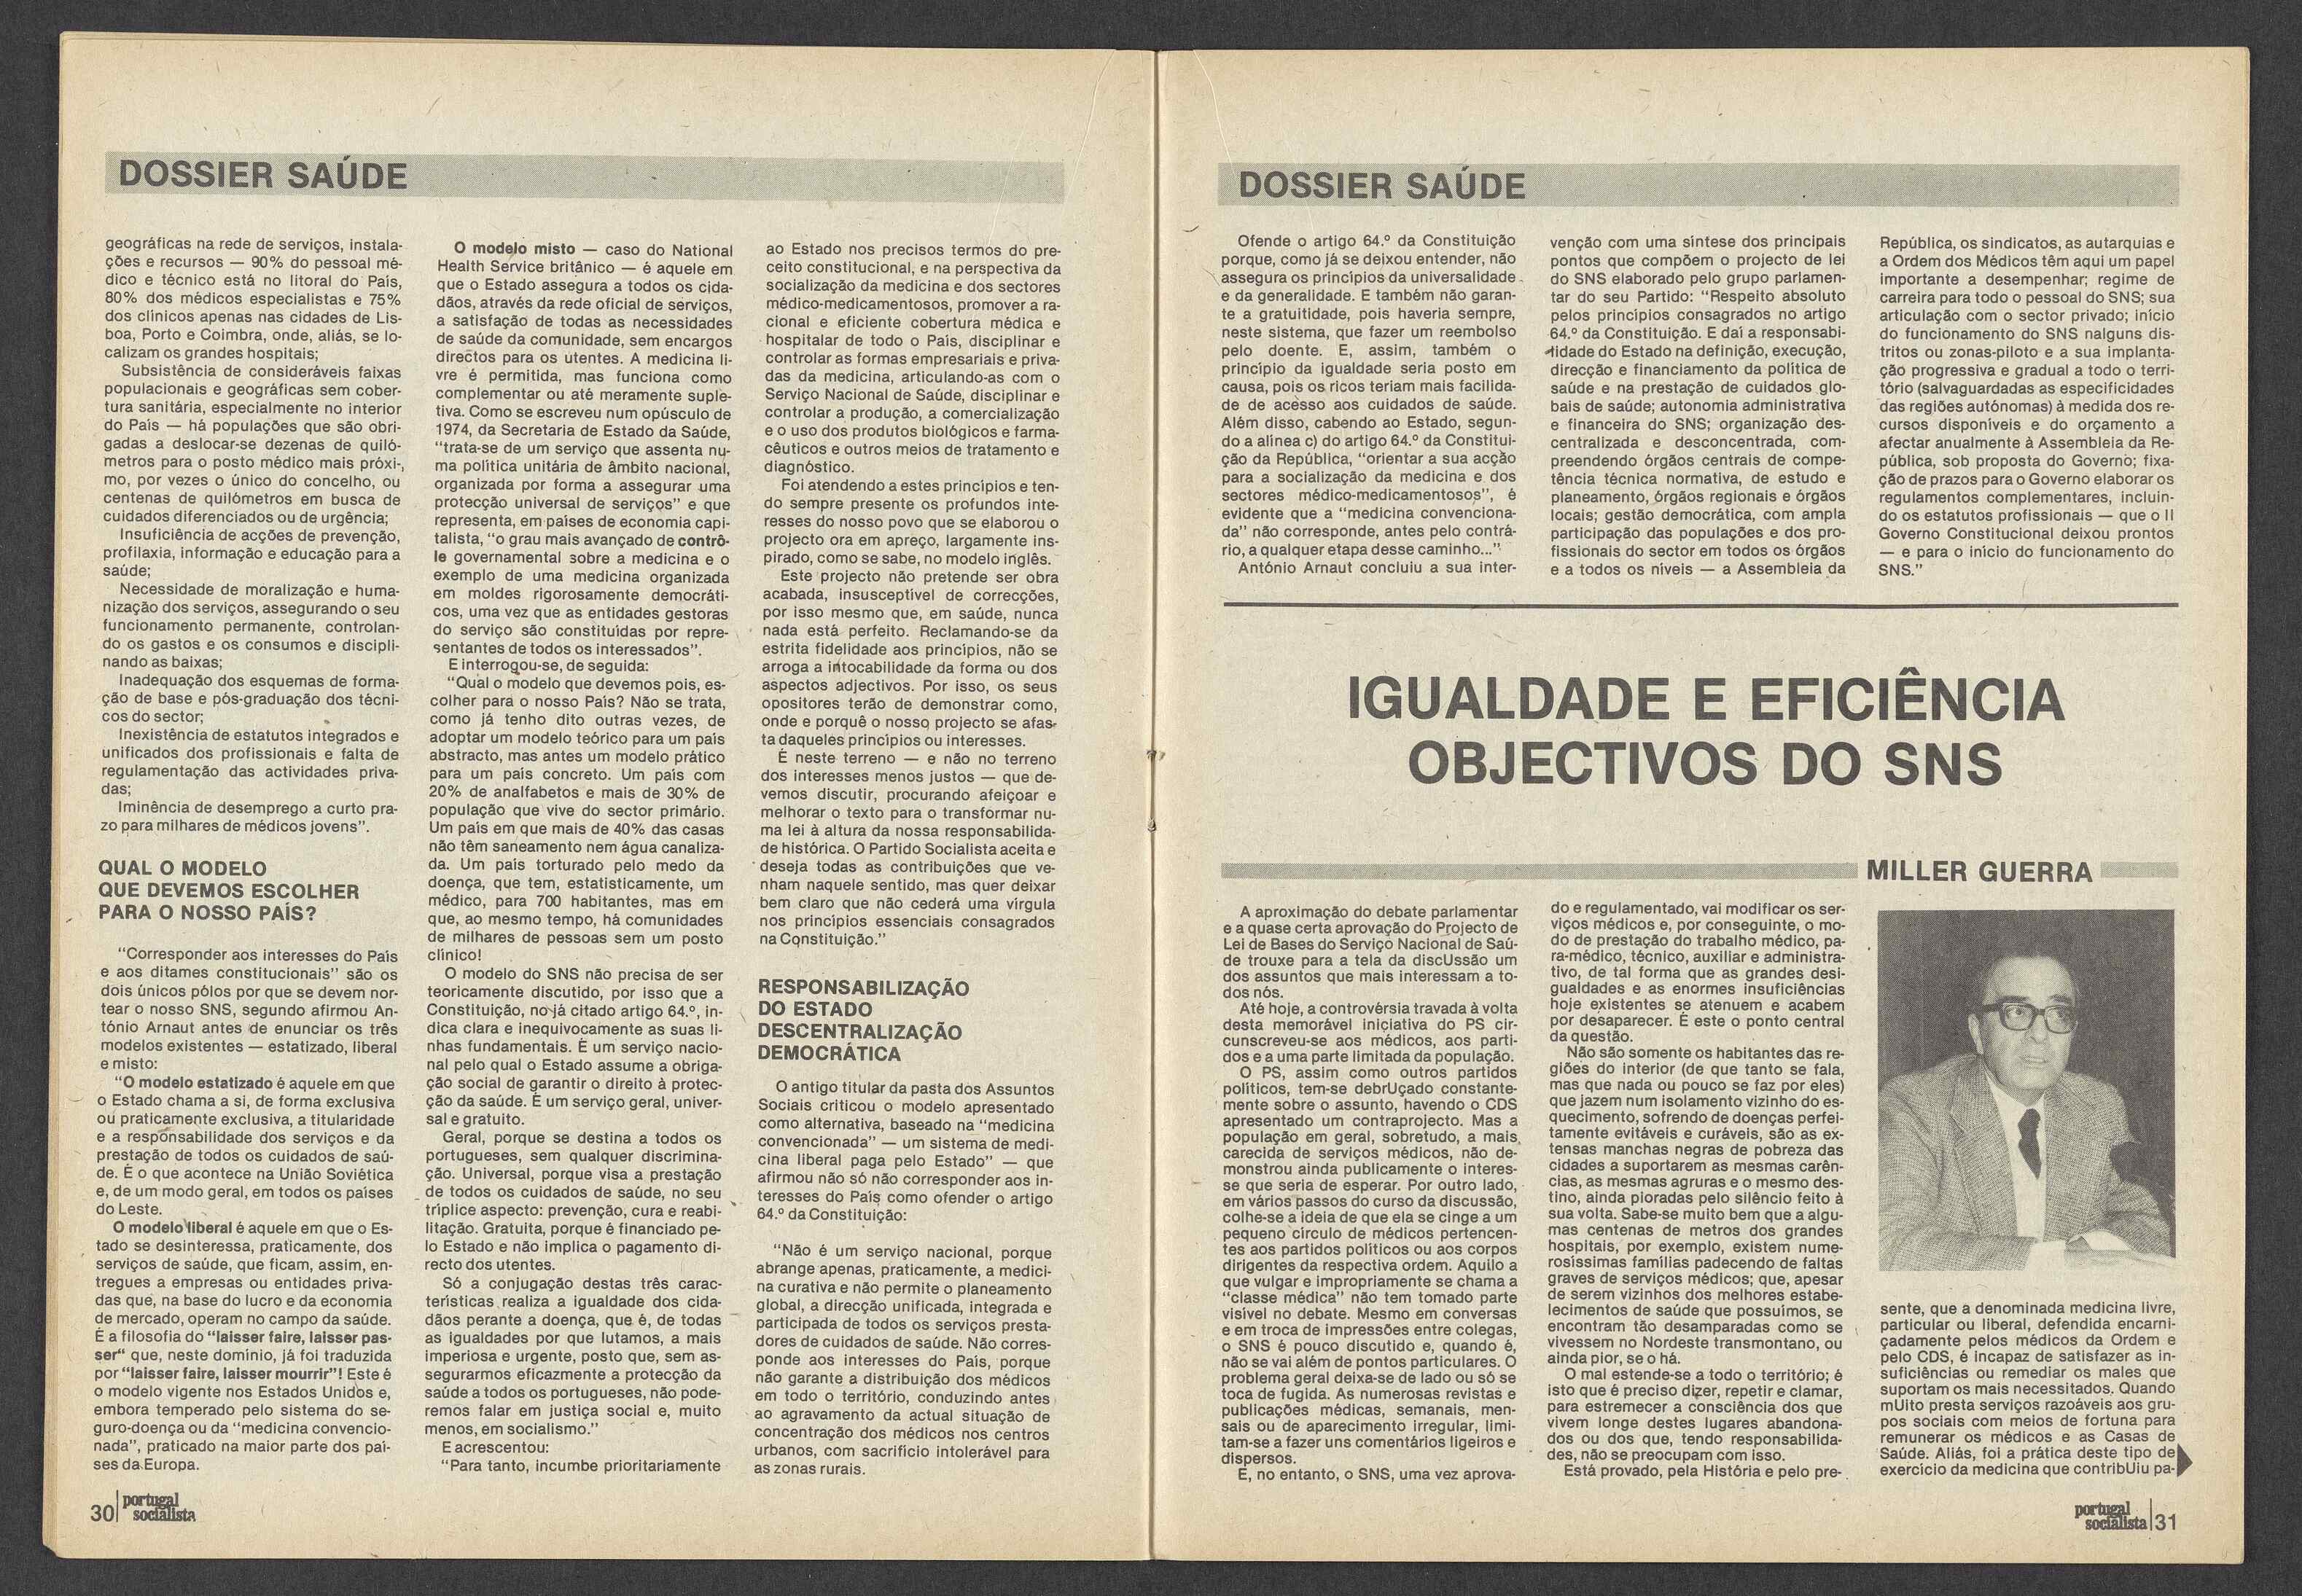 DOSSIER SAÚDE
geográficas na rede de serviços, instala-
ções e recursos — 90% do pessoal mé-
dico e técnico está no litoral do País,
80% dos médicos especialistas e 75%
dos clínicos apenas nas cidades de Lis-
boa, Porto e Coimbra, onde, aliás, se lo-
calizam os grandes hospitais;
Subsistência de consideráveis faixas
populacionais e geográficas sem cober-
tura sanitária, especialmente no interior
do País — há populações que são obri-
gadas a deslocar-se dezenas de quiló-
metros para o posto médico mais próxi-
mo, por vezes o único do concelho, ou
centenas de quilómetros em busca de
cuidados diferenciados ou de urgência;
Insuficiência de acções de prevenção,
profilaxia, informação e educação para a
saúde;
Necessidade de moralização e huma-
nização dos serviços, assegurando o seu
funcionamento permanente, controlan-
do os gastos e os consumos e discipli-
nando as baixas;
Inadequação dos esquemas de forma-
ção de base e pós-graduação dos técni-
cos do sector;
Inexistência de estatutos integrados e
unificados dos profissionais e falta de
regulamentação das actividades priva-
das;
Iminência de desemprego a curto pra-
zo para milhares de médicos jovens".
QUAL O MODELO
QUE DEVEMOS ESCOLHER
PARA O NOSSO PAÍS?
"Corresponder aos interesses do País
e aos ditames constitucionais" são os
dois únicos pólos por que se devem nor-
tear o nosso SNS, segundo afirmou An-
tónio Arnaut antes de enunciar os três
modelos existentes — estatizado, liberal
e misto:
"O modelo estatizado é aquele em que
o Estado chama a si, de forma exclusiva
ou praticamente exclusiva, a titularidade
e a responsabilidade dos serviços e da
prestação de todos os cuidados de saú-
de. É o que acontece na União Soviética
e, de um modo geral, em todos os países
do Leste.
O modelo liberal é aquele em que o Es-
tado se desinteressa, praticamente, dos
serviços de saúde, que ficam, assim, en-
tregues a empresas ou entidades priva-
das que, na base do lucro e da economia
de mercado, operam no campo da saúde.
É a filosofia do "laisser faire, laisser pas-
ser" que, neste domínio, já foi traduzida
por "laisser faire, laisser mourrir"! Este é
o modelo vigente nos Estados Unidos e,
embora temperado pelo sistema do se-
guro-doença ou da "medicina convencio-
nada", praticado na maior parte dos paí-
ses da Europa.
O modelo misto — caso do National
Health Service britânico — é aquele em
que o Estado assegura a todos os cida-
dãos, através da rede oficial de serviços,
a satisfação de todas as necessidades
de saúde da comunidade, sem encargos
directos para os utentes. A medicina li-
vre é permitida, mas funciona como
complementar ou até meramente suple-
tiva. Como se escreveu num opúsculo de
1974, da Secretaria de Estado da Saúde,
"trata-se de um serviço que assenta nu-
ma política unitária de âmbito nacional,
organizada por forma a assegurar uma
protecção universal de serviços" e que
representa, em países de economia capi-
talista, "o grau mais avançado de contrô-
le governamental sobre a medicina e o
exemplo de uma medicina organizada
em moldes rigorosamente democráti-
cos, uma vez que as entidades gestoras
do serviço são constituídas por repre-
sentantes de todos os interessados".
E interrogou-se, de seguida:
"Qual o modelo que devemos pois, es-
colher para o nosso País? Não se trata,
como já tenho dito outras vezes, de
adoptar um modelo teórico para um país
abstracto, mas antes um modelo prático
para um país concreto. Um país com
20% de analfabetos e mais de 30% de
população que vive do sector primário.
Um país em que mais de 40% das casas
não têm saneamento nem água canaliza-
da. Um país torturado pelo medo da
doença, que tem, estatisticamente, um
médico, para 700 habitantes, mas em
que, ao mesmo tempo, há comunidades
de milhares de pessoas sem um posto
clínico!
O modelo do SNS não precisa de ser
teoricamente discutido, por isso que a
Constituição, no já citado artigo 64.º, in-
dica clara e inequivocamente as suas li-
nhas fundamentais. É um serviço nacio-
nal pelo qual o Estado assume a obriga-
ção social de garantir o direito à protec-
ção da saúde. É um serviço geral, univer-
sal e gratuito.
Geral, porque se destina a todos os
portugueses, sem qualquer discrimina-
ção. Universal, porque visa a prestação
de todos os cuidados de saúde, no seu
tríplice aspecto: prevenção, cura e reabi-
litação. Gratuita, porque é financiado pe-
lo Estado e não implica o pagamento di-
recto dos utentes.
Só a conjugação destas três carac-
terísticas realiza a igualdade dos cida-
dãos perante a doença, que é, de todas
as igualdades por que lutamos, a mais
imperiosa e urgente, posto que, sem as-
segurarmos eficazmente a protecção da
saúde a todos os portugueses, não pode-
remos falar em justiça social e, muito
menos, em socialismo."
E acrescentou:
"Para tanto, incumbe prioritariamente
ao Estado nos precisos termos do pre-
ceito constitucional, e na perspectiva da
socialização da medicina e dos sectores
médico-medicamentosos, promover a ra-
cional e eficiente cobertura médica e
hospitalar de todo o País, disciplinar e
controlar as formas empresariais e priva-
das da medicina, articulando-as com o
Serviço Nacional de Saúde, disciplinar e
controlar a produção, a comercialização
e o uso dos produtos biológicos e farma-
cêuticos e outros meios de tratamento e
diagnóstico.
Foi atendendo a estes princípios e ten-
do sempre presente os profundos inte-
resses do nosso povo que se elaborou o
projecto ora em apreço, largamente ins-
pirado, como se sabe, no modelo inglês.
Este projecto não pretende ser obra
acabada, insusceptível de correcções,
por isso mesmo que, em saúde, nunca
nada está perfeito. Reclamando-se da
estrita fidelidade aos princípios, não se
arroga a intocabilidade da forma ou dos
aspectos adjectivos. Por isso, os seus
opositores terão de demonstrar como,
onde e porquê o nosso projecto se afas-
ta daqueles princípios ou interesses.
É neste terreno — e não no terreno
dos interesses menos justos — que de-
vemos discutir, procurando afeiçoar e
melhorar o texto para o transformar nu-
ma lei à altura da nossa responsabilida-
de histórica. O Partido Socialista aceita e
deseja todas as contribuições que ve-
nham naquele sentido, mas quer deixar
bem claro que não cederá uma vírgula
nos princípios essenciais consagrados
na Constituição."
RESPONSABILIZAÇÃO
DO ESTADO
DESCENTRALIZAÇÃO
DEMOCRÁTICA
O antigo titular da pasta dos Assuntos
Sociais criticou o modelo apresentado
como alternativa, baseado na "medicina
convencionada" — um sistema de medi-
cina liberal paga pelo Estado" — que
afirmou não só não corresponder aos in-
teresses do País como ofender o artigo
64.º da Constituição:
"Não é um serviço nacional, porque
abrange apenas, praticamente, a medici-
na curativa e não permite o planeamento
global, a direcção unificada, integrada e
participada de todos os serviços presta-
dores de cuidados de saúde. Não corres-
ponde aos interesses do País, porque
não garante a distribuição dos médicos
em todo o território, conduzindo antes
ao agravamento da actual situação de
concentração dos médicos nos centros
urbanos, com sacrifício intolerável para
as zonas rurais.
30 portugal
socialista
DOSSIER SAÚDE
Ofende o artigo 64.º da Constituição
porque, como já se deixou entender, não
assegura os princípios da universalidade
e da generalidade. E também não garan-
te a gratuitidade, pois haveria sempre,
neste sistema, que fazer um reembolso
pelo doente. E, assim, também o
princípio da igualdade seria posto em
causa, pois os ricos teriam mais facilida-
de de acesso aos cuidados de saúde.
Além disso, cabendo ao Estado, segun-
do a alínea c) do artigo 64.º da Constitui-
ção da República, "orientar a sua acção
para a socialização da medicina e dos
sectores médico-medicamentosos", é
evidente que a "medicina convenciona-
da" não corresponde, antes pelo contrá-
rio, a qualquer etapa desse caminho..."
António Arnaut concluiu a sua inter-
venção com uma síntese dos principais
pontos que compõem o projecto de lei
do SNS elaborado pelo grupo parlamen-
tar do seu Partido: "Respeito absoluto
pelos princípios consagrados no artigo
64.º da Constituição. E daí a responsabi-
lidade do Estado na definição, execução,
direcção e financiamento da política de
saúde e na prestação de cuidados glo-
bais de saúde; autonomia administrativa
e financeira do SNS; organização des-
centralizada e desconcentrada, com-
preendendo órgãos centrais de compe-
tência técnica normativa, de estudo e
planeamento, órgãos regionais e órgãos
locais; gestão democrática, com ampla
participação das populações e dos pro-
fissionais do sector em todos os órgãos
e a todos os níveis — a Assembleia da
República, os sindicatos, as autarquias e
a Ordem dos Médicos têm aqui um papel
importante a desempenhar; regime de
carreira para todo o pessoal do SNS; sua
articulação com o sector privado; início
do funcionamento do SNS nalguns dis-
tritos ou zonas-piloto e a sua implanta-
ção progressiva e gradual a todo o terri-
tório (salvaguardadas as especificidades
das regiões autónomas) à medida dos re-
cursos disponíveis e do orçamento a
afectar anualmente à Assembleia da Re-
pública, sob proposta do Governo; fixa-
ção de prazos para o Governo elaborar os
regulamentos complementares, incluin-
do os estatutos profissionais — que o II
Governo Constitucional deixou prontos
— e para o início do funcionamento do
SNS."
IGUALDADE E EFICIÊNCIA
OBJECTIVOS DO SNS
MILLER GUERRA
A aproximação do debate parlamentar
e a quase certa aprovação do Projecto de
Lei de Bases do Serviço Nacional de Saú-
de trouxe para a tela da discUssão um
dos assuntos que mais interessam a to-
dos nós.
Até hoje, a controvérsia travada à volta
desta memorável iniciativa do PS cir-
cunscreveu-se aos médicos, aos parti-
dos e a uma parte limitada da população.
O PS, assim como outros partidos
políticos, tem-se debrUçado constante-
mente sobre o assunto, havendo o CDS
apresentado um contraprojecto. Mas a
população em geral, sobretudo, a mais
carecida de serviços médicos, não de-
monstrou ainda publicamente o interes-
se que seria de esperar. Por outro lado,
em vários passos do curso da discussão,
colhe-se a ideia de que ela se cinge a um
pequeno círculo de médicos pertencen-
tes aos partidos políticos ou aos corpos
dirigentes da respectiva ordem. Aquilo a
que vulgar e impropriamente se chama a
"classe médica" não tem tomado parte
visível no debate. Mesmo em conversas
e em troca de impressões entre colegas,
o SNS é pouco discutido e, quando é,
não se vai além de pontos particulares. O
problema geral deixa-se de lado ou só se
toca de fugida. As numerosas revistas e
publicações médicas, semanais, men-
sais ou de aparecimento irregular, limi-
tam-se a fazer uns comentários ligeiros e
dispersos.
E, no entanto, o SNS, uma vez aprova-
do e regulamentado, vai modificar os ser-
viços médicos e, por conseguinte, o mo-
do de prestação do trabalho médico, pa-
ra-médico, técnico, auxiliar e administra-
tivo, de tal forma que as grandes desi-
gualdades e as enormes insuficiências
hoje existentes se atenuem e acabem
por desaparecer. É este o ponto central
da questão.
Não são somente os habitantes das re-
giões do interior (de que tanto se fala,
mas que nada ou pouco se faz por eles)
que jazem num isolamento vizinho do es-
quecimento, sofrendo de doenças perfei-
tamente evitáveis e curáveis, são as ex-
tensas manchas negras de pobreza das
cidades a suportarem as mesmas carên-
cias, as mesmas agruras e o mesmo des-
tino, ainda pioradas pelo silêncio feito à
sua volta. Sabe-se muito bem que a algu-
mas centenas de metros dos grandes
hospitais, por exemplo, existem nume-
rosíssimas famílias padecendo de faltas
graves de serviços médicos; que, apesar
de serem vizinhos dos melhores estabe-
lecimentos de saúde que possuímos, se
encontram tão desamparadas como se
vivessem no Nordeste transmontano, ou
ainda pior, se o há.
O mal estende-se a todo o território; é
isto que é preciso dizer, repetir e clamar,
para estremecer a consciência dos que
vivem longe destes lugares abandona-
dos ou dos que, tendo responsabilida-
des, não se preocupam com isso.
Está provado, pela História e pelo pre-
sente, que a denominada medicina livre,
particular ou liberal, defendida encarni-
çadamente pelos médicos da Ordem e
pelo CDS, é incapaz de satisfazer as in-
suficiências ou remediar os males que
suportam os mais necessitados. Quando
mUito presta serviços razoáveis aos gru-
pos sociais com meios de fortuna para
remunerar os médicos e as Casas de
Saúde. Aliás, foi a prática deste tipo de
exercício da medicina que contribUiu pa-
portugal
socialista 31